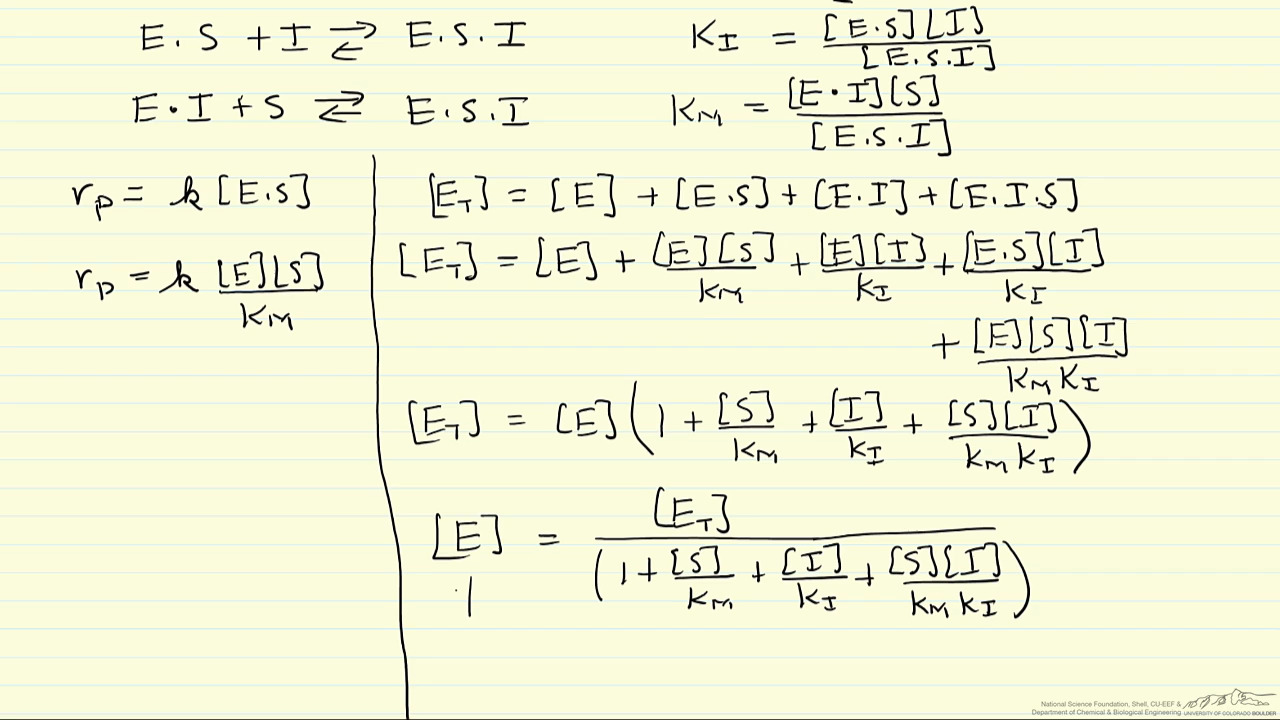 E.S + I ⇌ E.S.I    K_I = [E.S][I] / [E.S.I]
E·I + S ⇌ E.S.I    K_M = [E·I][S] / [E.S.I]
r_p = k [E.S]
r_p = k [E][S] / K_M
[E_T] = [E] + [E.S] + [E.I] + [E.I.S]
[E_T] = [E] + [E][S] / K_M + [E][I] / K_I + [E.S][I] / K_I
+ [E][S][I] / K_M K_I
[E_T] = [E] ( 1 + [S] / K_M + [I] / K_I + [S][I] / K_M K_I )
[E] = [E_T] / ( 1 + [S] / K_M + [I] / K_I + [S][I] / K_M K_I )
National Science Foundation, Shell, CU-EEF &
Department of Chemical & Biological Engineering UNIVERSITY OF COLORADO BOULDER